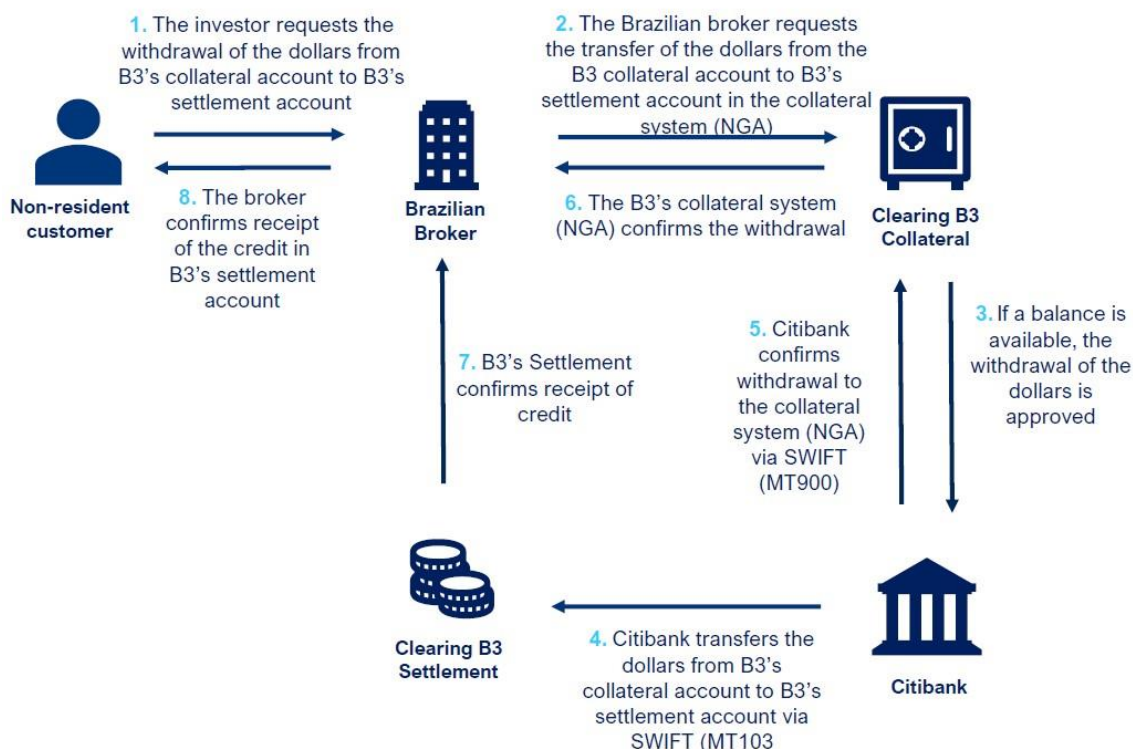 1. The investor requests the
withdrawal of the dollars from
B3's collateral account to B3's
settlement account
2. The Brazilian broker requests
the transfer of the dollars from the
B3 collateral account to B3's
settlement account in the collateral
system (NGA)
Non-resident
customer
8. The broker
confirms receipt
of the credit in
B3's settlement
account
Brazilian
Broker
6. The B3's collateral system
(NGA) confirms the withdrawal
Clearing B3
Collateral
7. B3's Settlement
confirms receipt of
credit
5. Citibank
confirms
withdrawal to
the collateral
system (NGA)
via SWIFT
(MT900)
3. If a balance is
available, the
withdrawal of the
dollars is
approved
Clearing B3
Settlement
4. Citibank transfers the
dollars from B3's
collateral account to B3's
settlement account via
SWIFT (MT103
Citibank